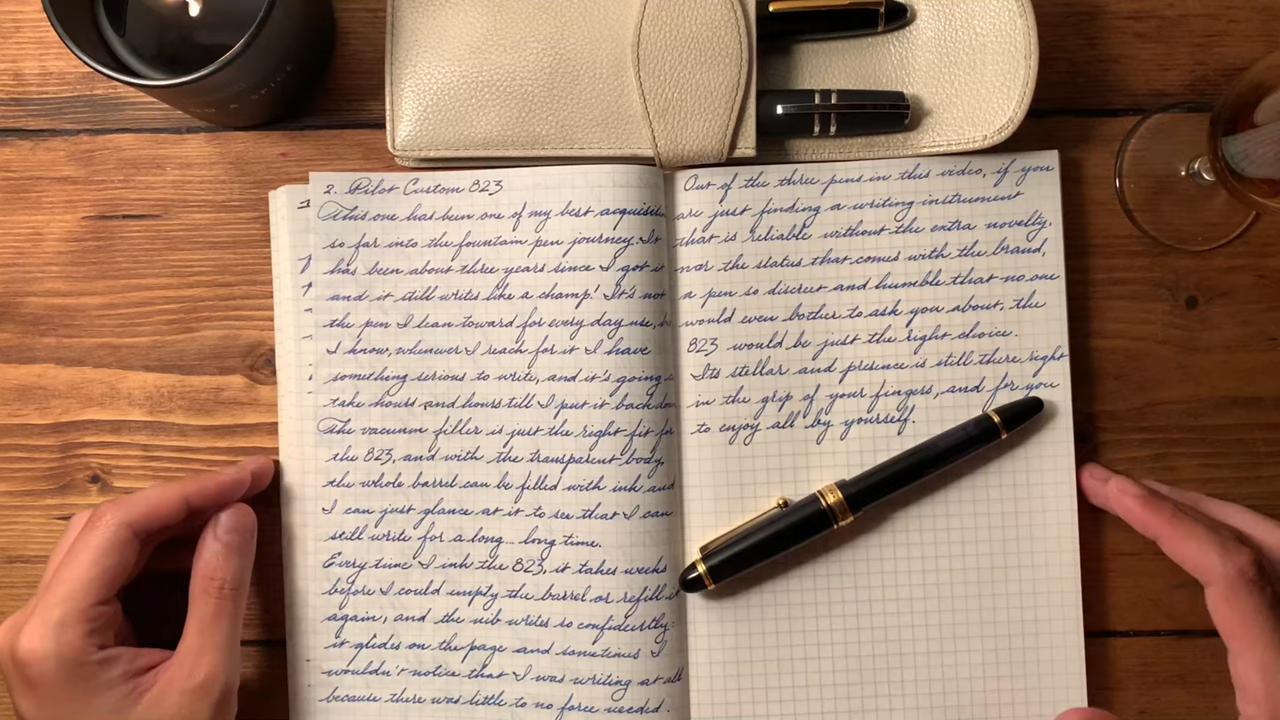 2. Pilot Custom 823
This one has been one of my best
so far into the fountain pen journey. It
has been about three years since I got it
and it still writes like a champ! It's not
the pen I lean toward for every day use,
I know, whenever I reach for it I have
something serious to write, and it's going
take hours and hours till I put it back down
The vacuum filler is just the right fit for
the 823, and with the transparent body,
the whole barrel can be filled with ink and
I can just glance at it to see that I can
still write for a long... long time.
Every time I ink the 823, it takes weeks
before I could empty the barrel or refill it
again, and the nib writes so confidently:
it glides on the page and sometimes I
wouldn't notice that I was writing at all
because there was little to no force needed.
Out of the three pens in this video, if you
are just finding a writing instrument
that is reliable without the extra novelty,
nor the status that comes with the brand,
a pen so discreet and humble that no one
would even bother to ask you about, the
823 would be just the right choice.
Its stellar and presence is still there right
in the grip of your fingers, and for you
to enjoy all by yourself.